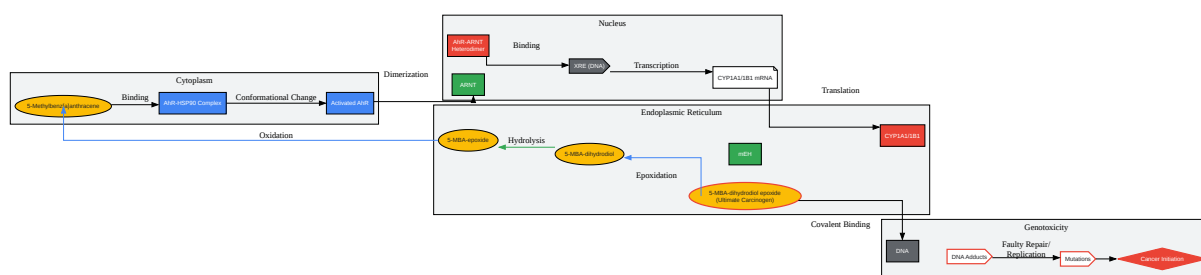 Nucleus
AhR-ARNT
Heterodimer
Binding
XRE (DNA)
Transcription
CYP1A1/1B1 mRNA
ARNT
Dimerization
Cytoplasm
5-Methylbenz[a]anthracene
Binding
AhR-HSP90 Complex
Conformational Change
Activated AhR
Translation
Endoplasmic Reticulum
CYP1A1/1B1
Oxidation
5-MBA-epoxide
Hydrolysis
5-MBA-dihydrodiol
mEH
Epoxidation
5-MBA-dihydrodiol epoxide
(Ultimate Carcinogen)
Covalent Binding
Genotoxicity
DNA
DNA Adducts
Faulty Repair/
Replication
Mutations
Cancer Initiation